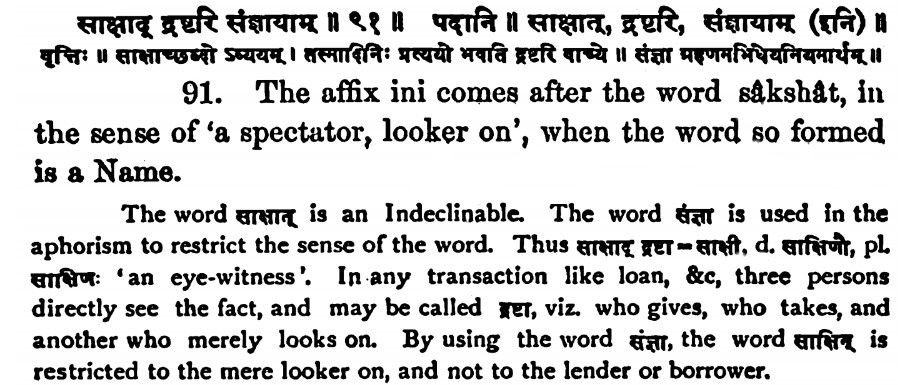 साक्षाद् द्रष्टरि संज्ञायाम् ॥ ९१ ॥ पदानि ॥ साक्षात्, द्रष्टरि, संज्ञायाम् (इनि) ॥
वृत्तिः ॥ साक्षाच्छब्दो ऽव्ययम् । तस्मादिनिः प्रत्ययो भवति द्रष्टरि वाच्ये ॥ संज्ञा ग्रहणमभिधेयनियमार्थम् ॥
91. The affix ini comes after the word sâkshât, in
the sense of ‘a spectator, looker on’, when the word so formed
is a Name.
The word साक्षात् is an Indeclinable. The word संज्ञा is used in the
aphorism to restrict the sense of the word. Thus साक्षाद् द्रष्टा = साक्षी, d. साक्षिणौ, pl.
साक्षिणः ‘an eye-witness’. In any transaction like loan, &c, three persons
directly see the fact, and may be called द्रष्टा, viz. who gives, who takes, and
another who merely looks on. By using the word संज्ञा, the word साक्षिन् is
restricted to the mere looker on, and not to the lender or borrower.